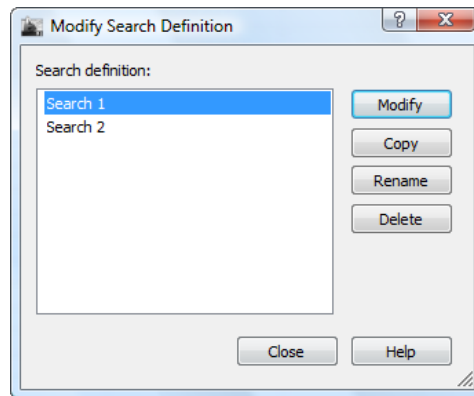 Modify Search Definition
Search definition:
Search 1
Search 2
Modify
Copy
Rename
Delete
Close
Help